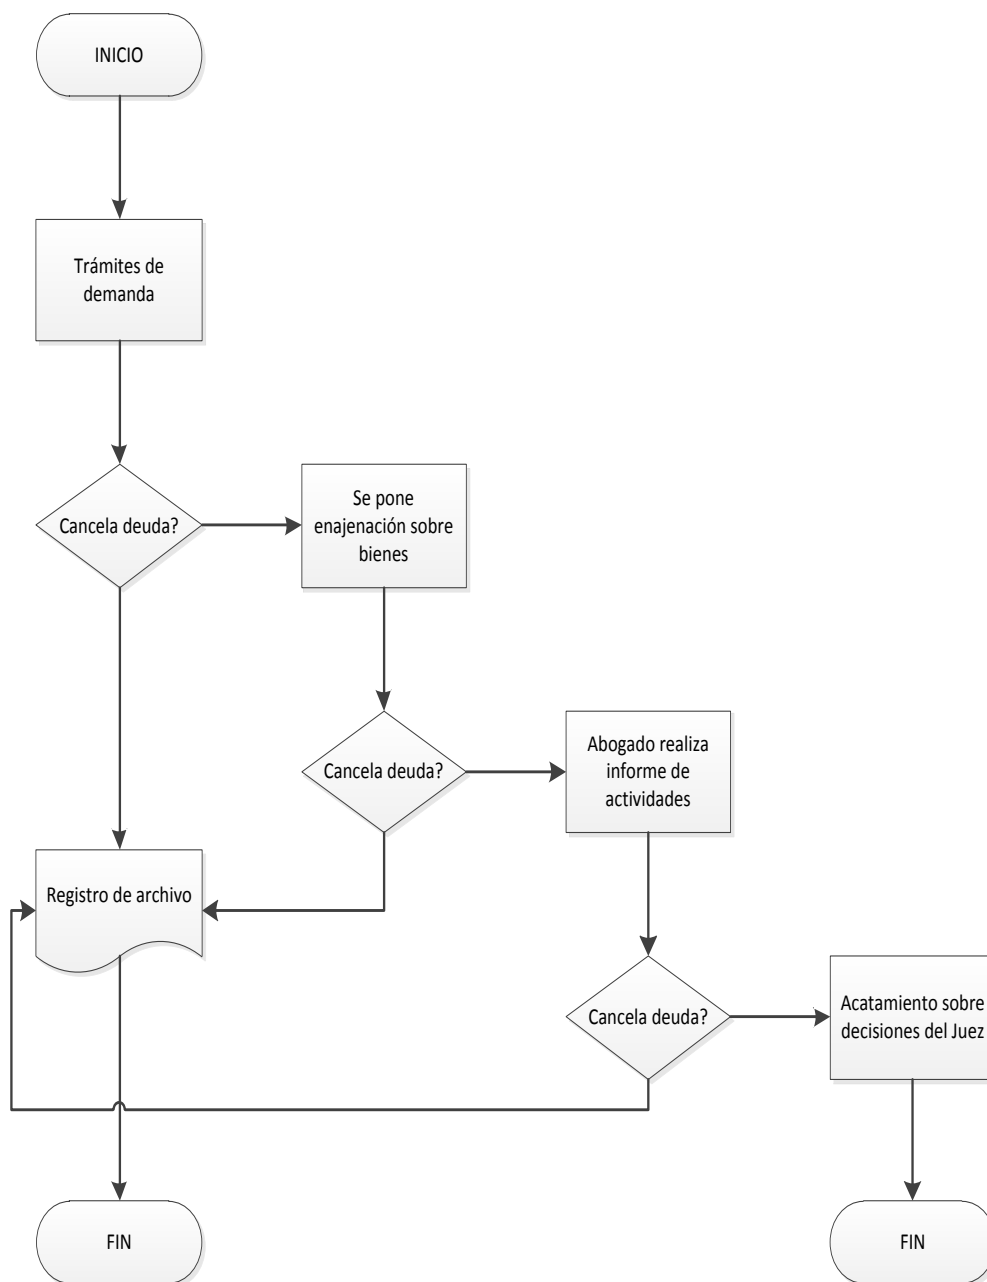 INICIO
Trámites de
demanda
Cancela deuda?
Se pone
enajenación sobre
bienes
Cancela deuda?
Abogado realiza
informe de
actividades
Registro de archivo
Cancela deuda?
Acatamiento sobre
decisiones del Juez
FIN
FIN